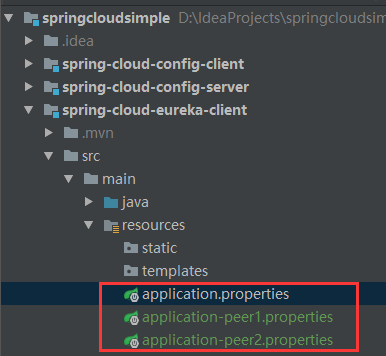 springcloudsimple D:\IdeaProjects\springcloudsim
.idea
spring-cloud-config-client
spring-cloud-config-server
spring-cloud-eureka-client
.mvn
src
main
java
resources
static
templates
application.properties
application-peer1.properties
application-peer2.properties